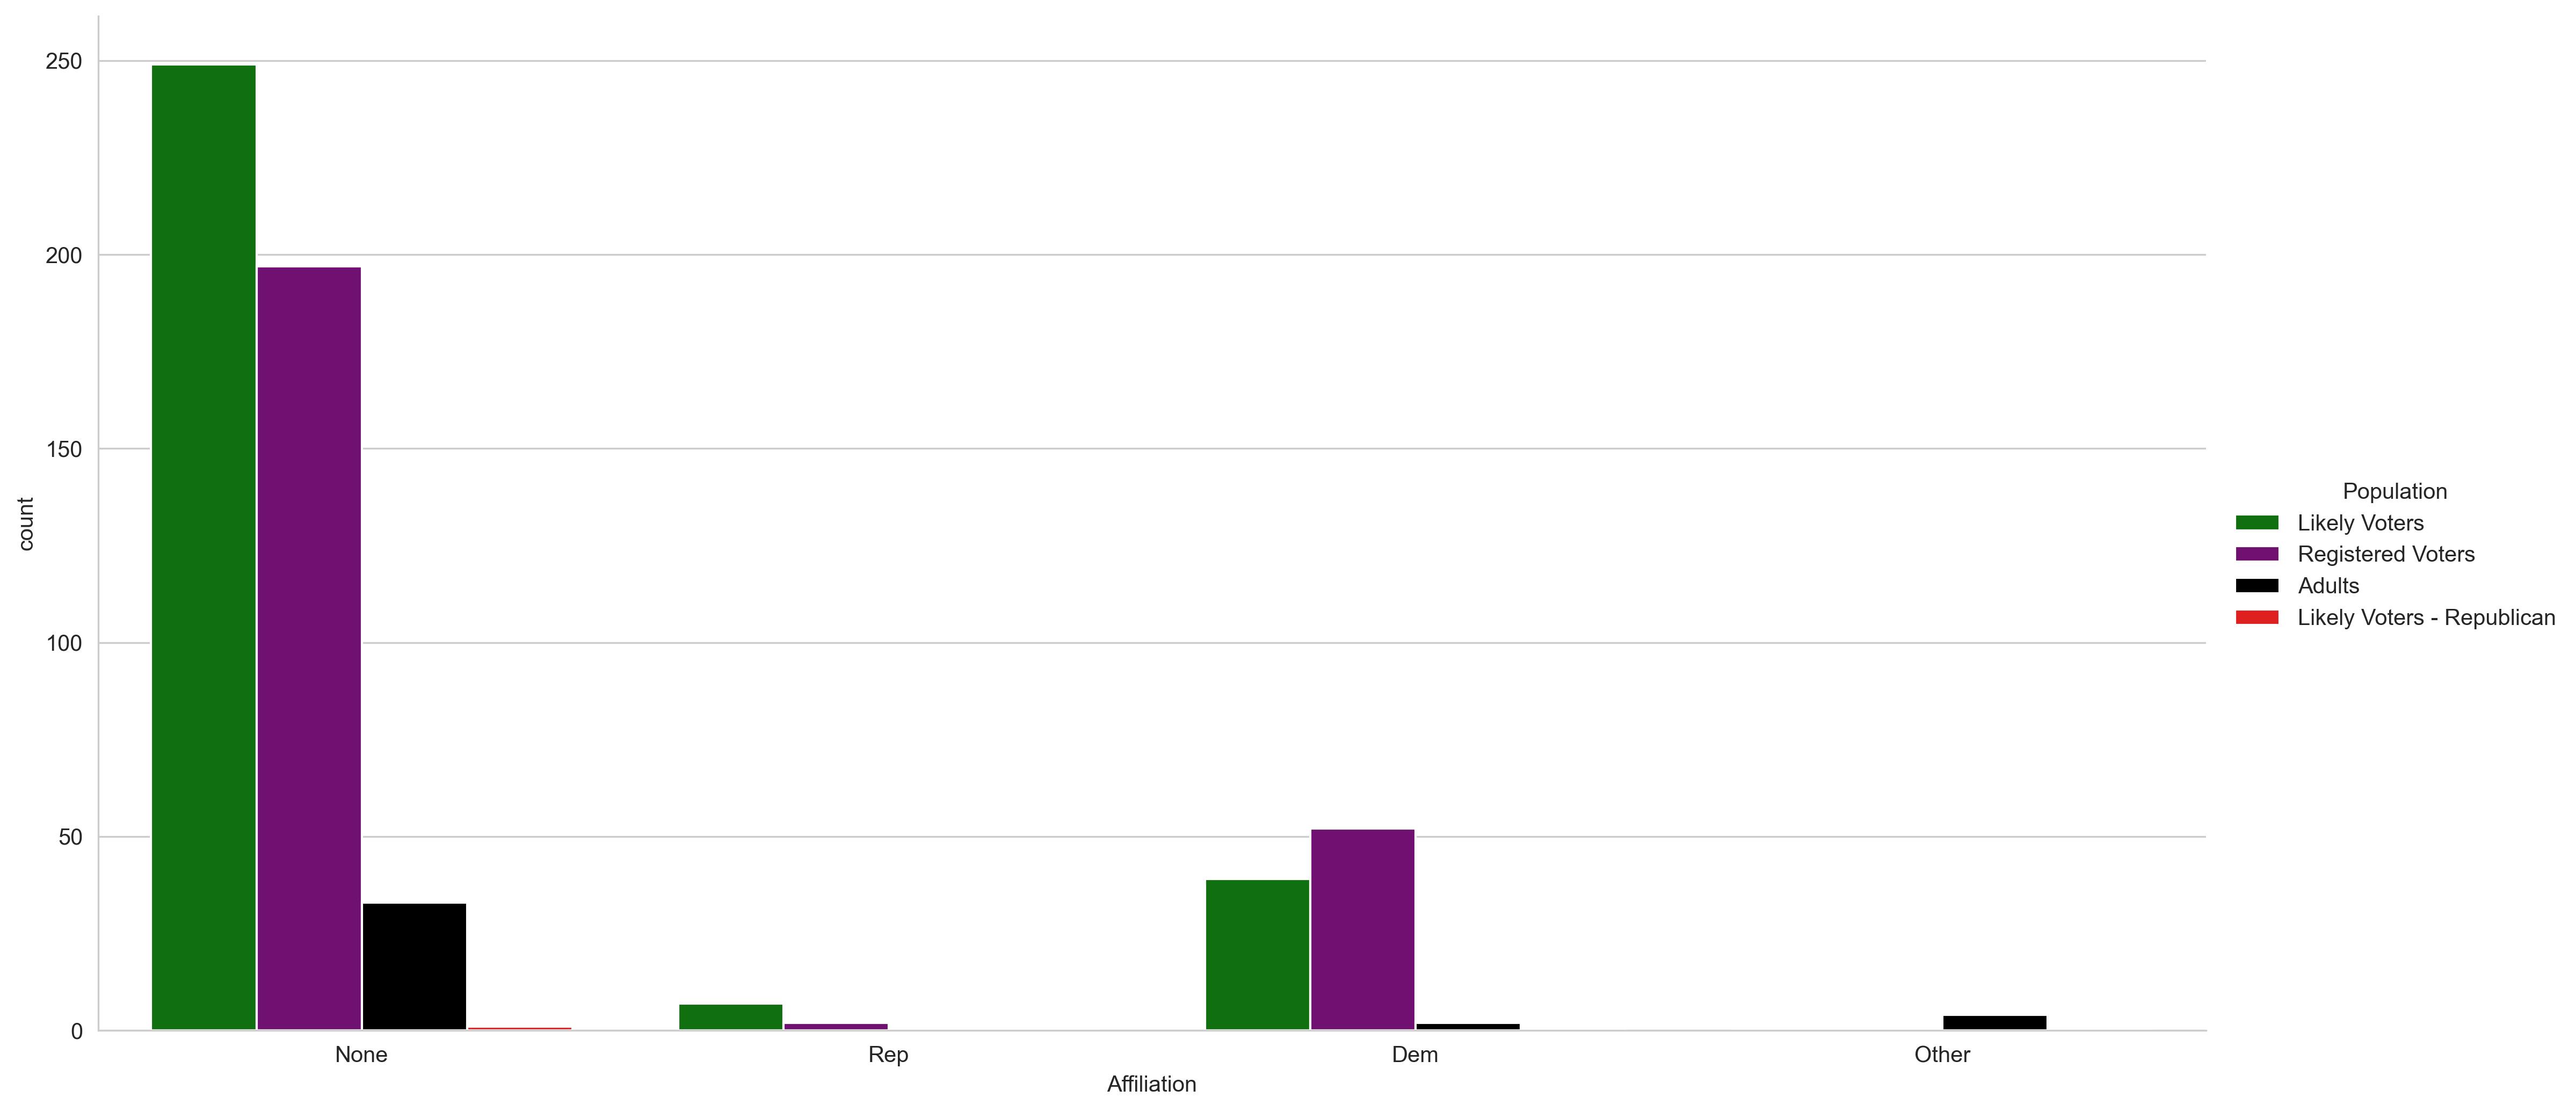 250
200
150
100
50
0
count
None
Rep
Dem
Other
Affiliation
Population
Likely Voters
Registered Voters
Adults
Likely Voters - Republican